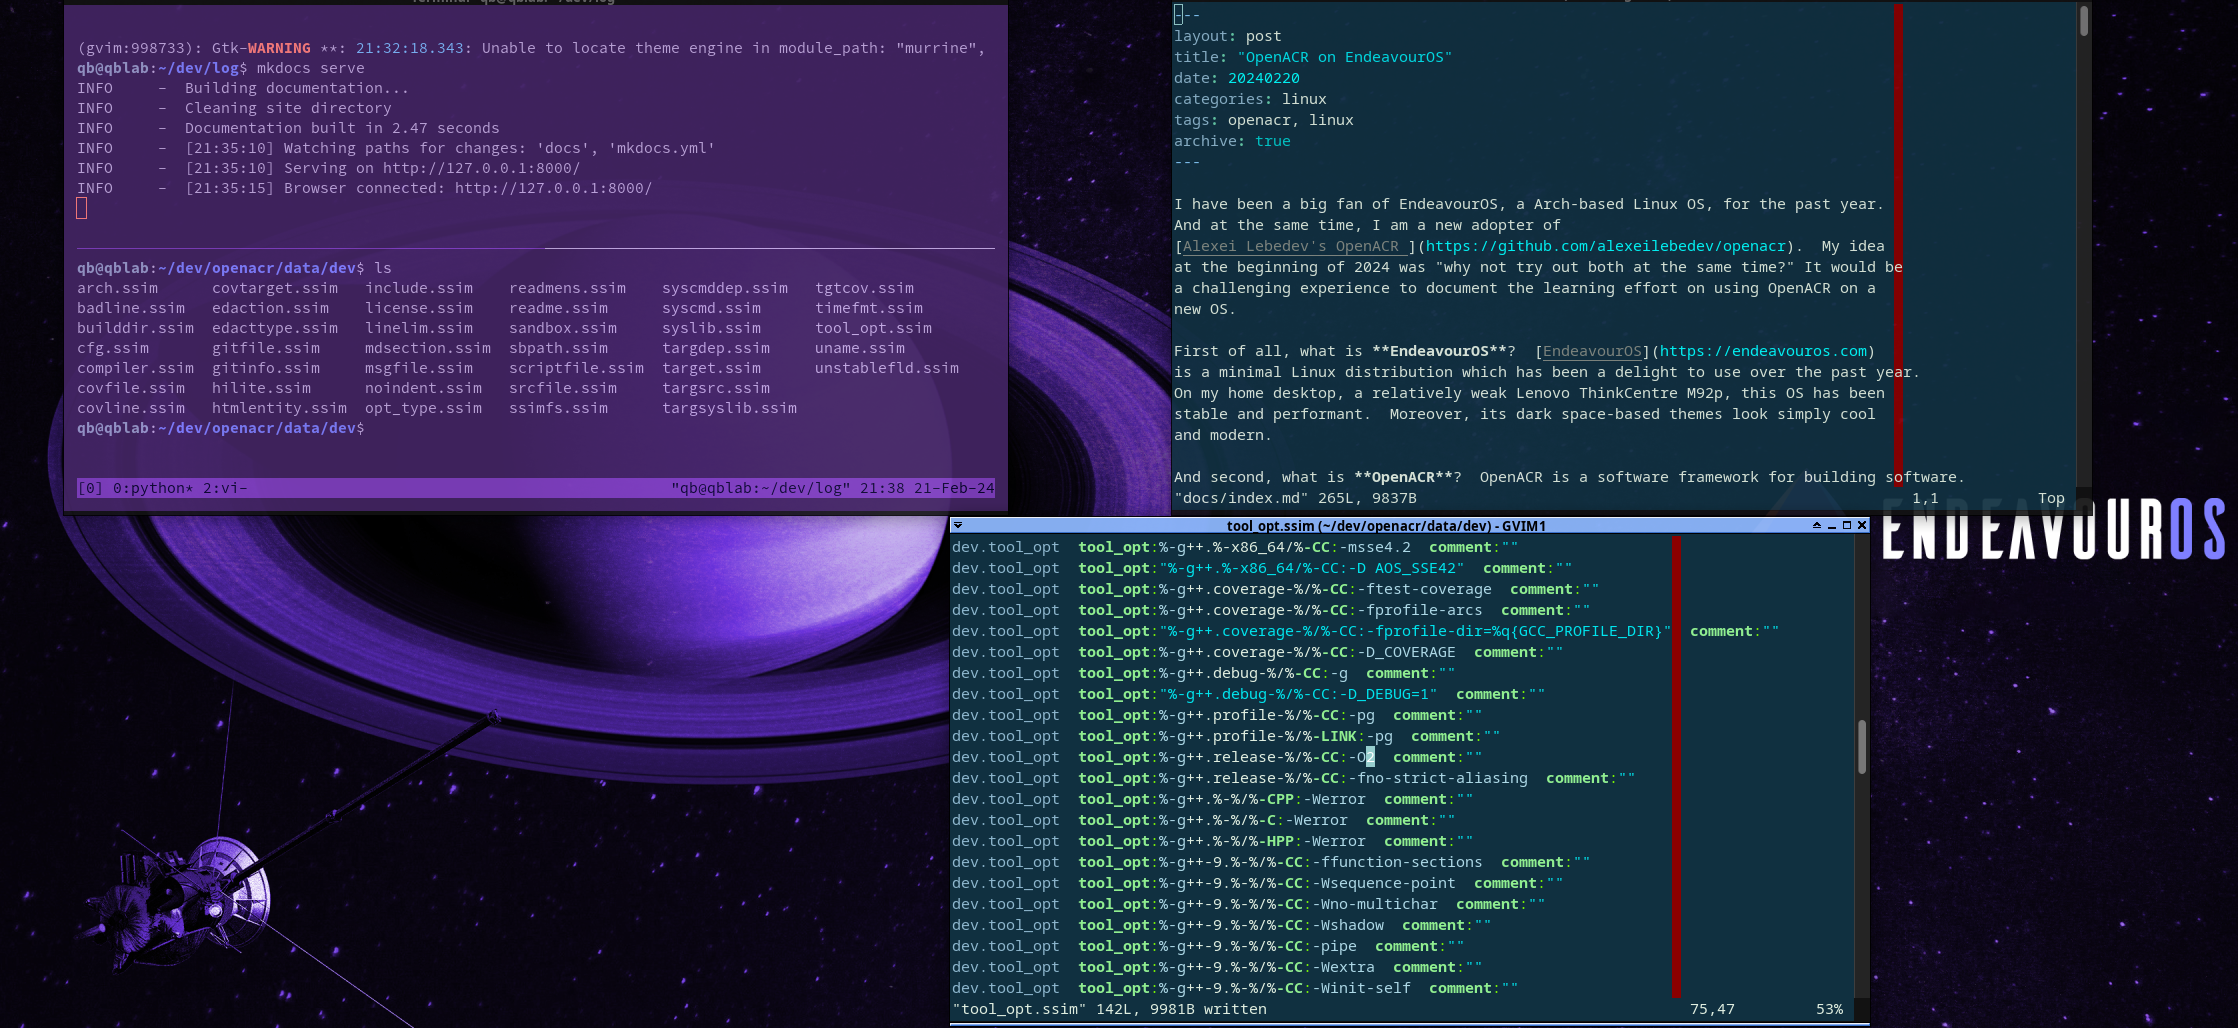 (gvim:998733): Gtk-WARNING **: 21:32:18.343: Unable to locate theme engine in module_path: "murrine",
qb@qblab:~/dev/log$ mkdocs serve
INFO     -  Building documentation...
INFO     -  Cleaning site directory
INFO     -  Documentation built in 2.47 seconds
INFO     -  [21:35:10] Watching paths for changes: 'docs', 'mkdocs.yml'
INFO     -  [21:35:10] Serving on http://127.0.0.1:8000/
INFO     -  [21:35:15] Browser connected: http://127.0.0.1:8000/
qb@qblab:~/dev/openacr/data/dev$ ls
arch.ssim      covtarget.ssim   include.ssim    readmens.ssim    syscmddep.ssim   tgtcov.ssim
badline.ssim   edaction.ssim    license.ssim    readme.ssim      syscmd.ssim      timefmt.ssim
builddir.ssim  edacttype.ssim   linelim.ssim    sandbox.ssim     syslib.ssim      tool_opt.ssim
cfg.ssim       gitfile.ssim     mdsection.ssim  sbpath.ssim      targdep.ssim     uname.ssim
compiler.ssim  gitinfo.ssim     msgfile.ssim    scriptfile.ssim  target.ssim      unstablefld.ssim
covfile.ssim   hilite.ssim      noindent.ssim   srcfile.ssim     targsrc.ssim
covline.ssim   htmlentity.ssim  opt_type.ssim   ssimfs.ssim      targsyslib.ssim
qb@qblab:~/dev/openacr/data/dev$
[0] 0:python* 2:vi-    "qb@qblab:~/dev/log" 21:38 21-Feb-24
---
layout: post
title: "OpenACR on EndeavourOS"
date: 20240220
categories: linux
tags: openacr, linux
archive: true
---
I have been a big fan of EndeavourOS, a Arch-based Linux OS, for the past year.
And at the same time, I am a new adopter of
[Alexei Lebedev's OpenACR ](https://github.com/alexeilebedev/openacr).  My idea
at the beginning of 2024 was "why not try out both at the same time?" It would be
a challenging experience to document the learning effort on using OpenACR on a
new OS.
First of all, what is **EndeavourOS**?  [EndeavourOS](https://endeavouros.com)
is a minimal Linux distribution which has been a delight to use over the past year.
On my home desktop, a relatively weak Lenovo ThinkCentre M92p, this OS has been
stable and performant.  Moreover, its dark space-based themes look simply cool
and modern.
And second, what is **OpenACR**?  OpenACR is a software framework for building software.
"docs/index.md" 265L, 9837B    1,1    Top
ENDEAVOUROS
tool_opt.ssim (~/dev/openacr/data/dev) - GVIM1
dev.tool_opt  tool_opt:%-g++.%-x86_64/%-CC:-msse4.2  comment:""
dev.tool_opt  tool_opt:"%-g++.%-x86_64/%-CC:-D AOS_SSE42"  comment:""
dev.tool_opt  tool_opt:%-g++.coverage-%/%-CC:-ftest-coverage  comment:""
dev.tool_opt  tool_opt:%-g++.coverage-%/%-CC:-fprofile-arcs  comment:""
dev.tool_opt  tool_opt:"%-g++.coverage-%/%-CC:-fprofile-dir=%q{GCC_PROFILE_DIR}"  comment:""
dev.tool_opt  tool_opt:%-g++.coverage-%/%-CC:-D_COVERAGE  comment:""
dev.tool_opt  tool_opt:%-g++.debug-%/%-CC:-g  comment:""
dev.tool_opt  tool_opt:"%-g++.debug-%/%-CC:-D_DEBUG=1"  comment:""
dev.tool_opt  tool_opt:%-g++.profile-%/%-CC:-pg  comment:""
dev.tool_opt  tool_opt:%-g++.profile-%/%-LINK:-pg  comment:""
dev.tool_opt  tool_opt:%-g++.release-%/%-CC:-O2  comment:""
dev.tool_opt  tool_opt:%-g++.release-%/%-CC:-fno-strict-aliasing  comment:""
dev.tool_opt  tool_opt:%-g++.%-%/%-CPP:-Werror  comment:""
dev.tool_opt  tool_opt:%-g++.%-%/%-C:-Werror  comment:""
dev.tool_opt  tool_opt:%-g++.%-%/%-HPP:-Werror  comment:""
dev.tool_opt  tool_opt:%-g++-9.%-%/%-CC:-ffunction-sections  comment:""
dev.tool_opt  tool_opt:%-g++-9.%-%/%-CC:-Wsequence-point  comment:""
dev.tool_opt  tool_opt:%-g++-9.%-%/%-CC:-Wno-multichar  comment:""
dev.tool_opt  tool_opt:%-g++-9.%-%/%-CC:-Wshadow  comment:""
dev.tool_opt  tool_opt:%-g++-9.%-%/%-CC:-pipe  comment:""
dev.tool_opt  tool_opt:%-g++-9.%-%/%-CC:-Wextra  comment:""
dev.tool_opt  tool_opt:%-g++-9.%-%/%-CC:-Winit-self  comment:""
"tool_opt.ssim" 142L, 9981B written    75,47    53%